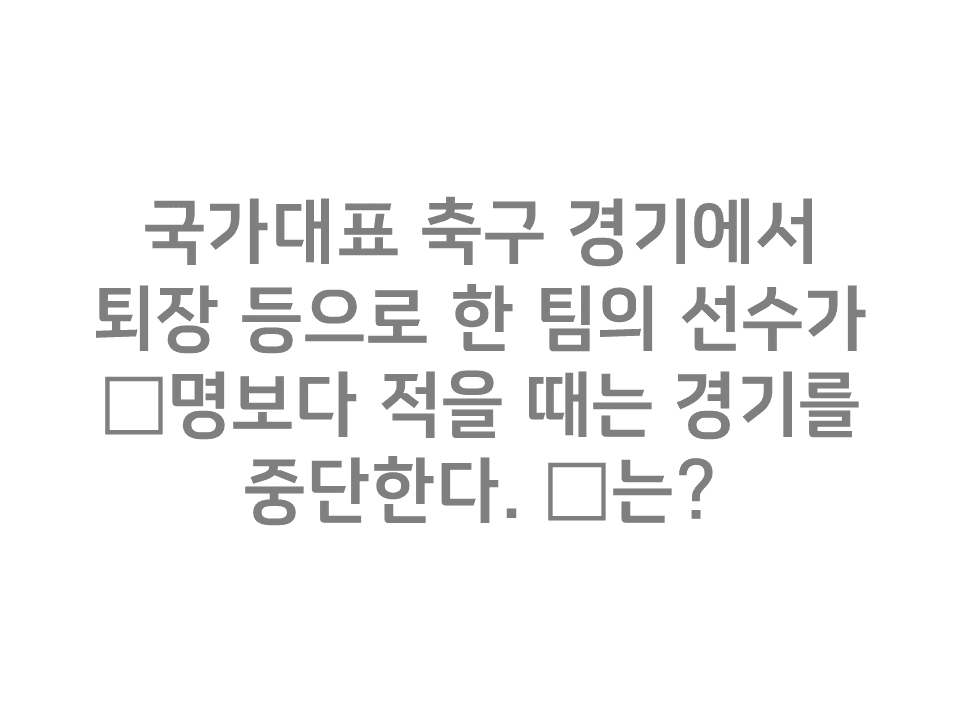 국가대표 축구 경기에서
퇴장 등으로 한 팀의 선수가
□명보다 적을 때는 경기를
중단한다. □는?